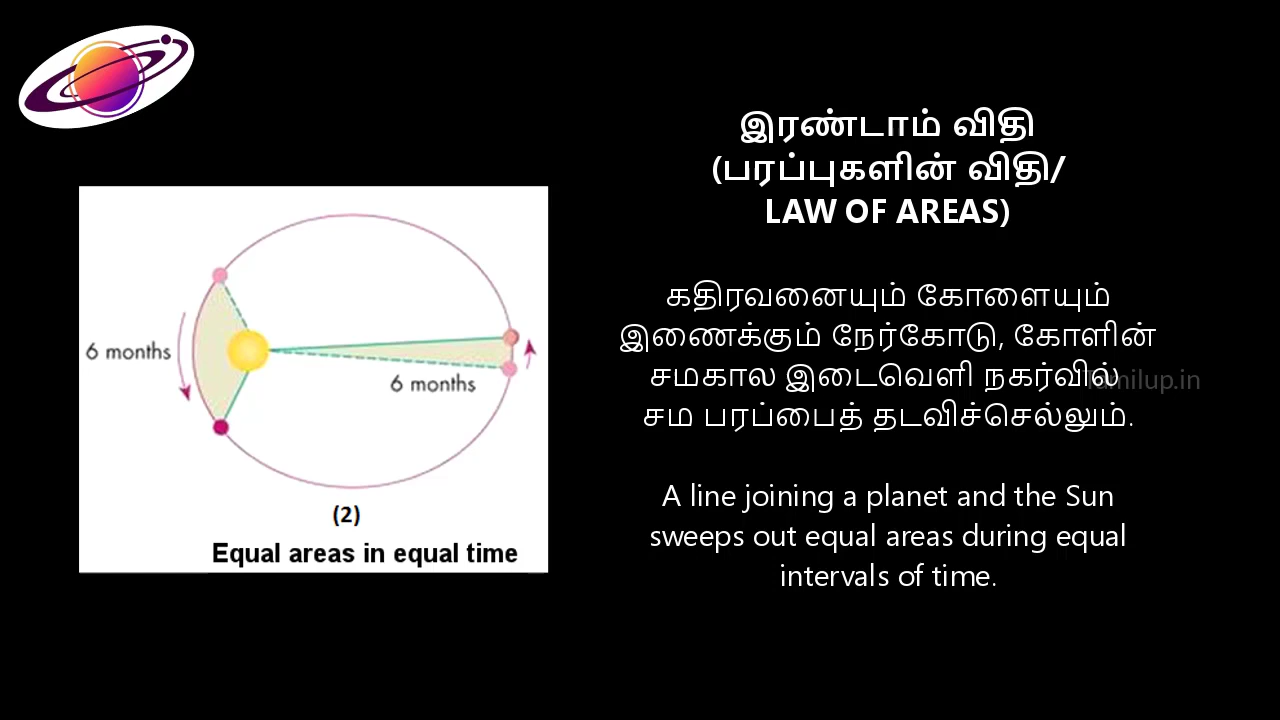 இரண்டாம் விதி
(பரப்புகளின் விதி/
LAW OF AREAS)
கதிரவனையும் கோளையும்
இணைக்கும் நேர்கோடு, கோளின்
சமகால இடைவெளி நகர்வில்
சம பரப்பைத் தடவிச்செல்லும்.
tamilup.in
A line joining a planet and the Sun
sweeps out equal areas during equal
intervals of time.
6 months
6 months
(2)
Equal areas in equal time